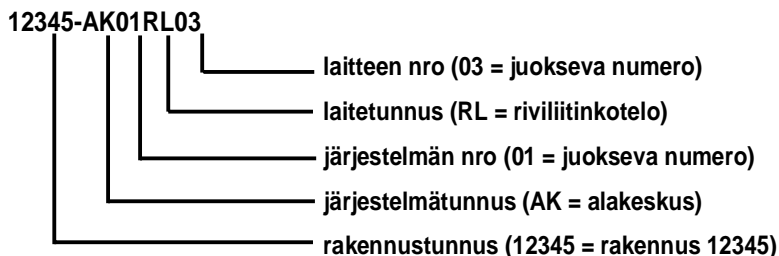 12345-AK01RL03
laitteen nro (03 = juokseva numero)
laitetunnus (RL = riviliitinkotelo)
järjestelmän nro (01 = juokseva numero)
järjestelmätunnus (AK = alakeskus)
rakennustunnus (12345 = rakennus 12345)